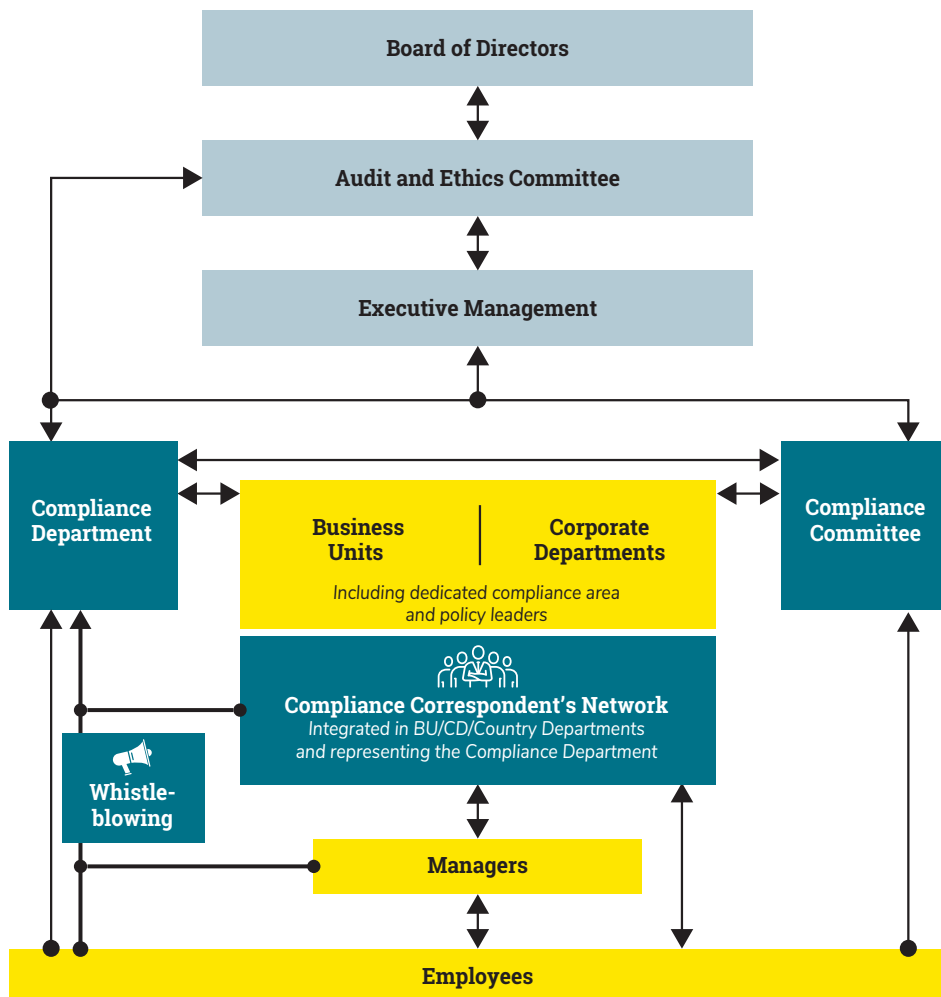 Board of Directors
Audit and Ethics Committee
Executive Management
Compliance
Department
Business
Units
Corporate
Departments
Including dedicated compliance area
and policy leaders
Compliance
Committee
Compliance Correspondent's Network
Integrated in BU/CD/Country Departments
and representing the Compliance Department
Whistle-
blowing
Managers
Employees